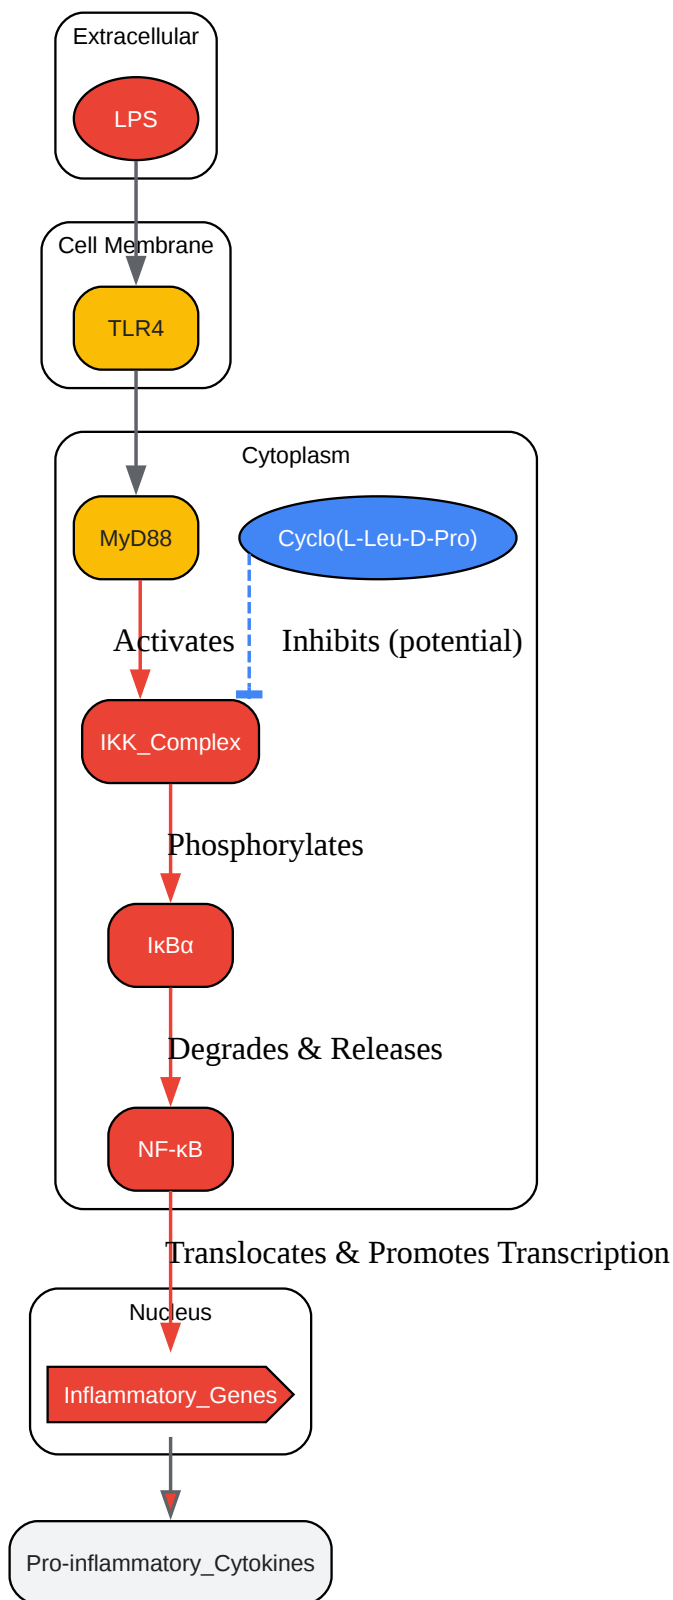 Extracellular
LPS
Cell Membrane
TLR4
Cytoplasm
MyD88
Cyclo(L-Leu-D-Pro)
Activates
Inhibits (potential)
IKK_Complex
Phosphorylates
IκBα
Degrades & Releases
NF-κB
Translocates & Promotes Transcription
Nucleus
Inflammatory_Genes
Pro-inflammatory_Cytokines